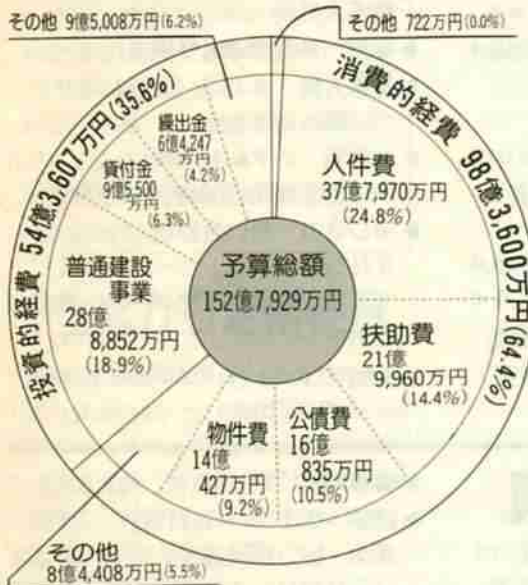 その他 9億5,008万円(6.2%)
その他 722万円(0.0%)
消費的経費 98億3,600万円(64.4%)
投資的経費 54億3,607万円(35.6%)
人件費
37億7,970万円
(24.8%)
扶助費
21億
9,960万円
(14.4%)
公債費
16億
835万円
(10.5%)
物件費
14億
427万円
(9.2%)
その他
8億4,408万円(5.5%)
普通建設
事業
28億
8,852万円
(18.9%)
貸付金
9億5,500
万円
(6.3%)
繰出金
6億4,247
万円
(4.2%)
予算総額
152億7,929万円